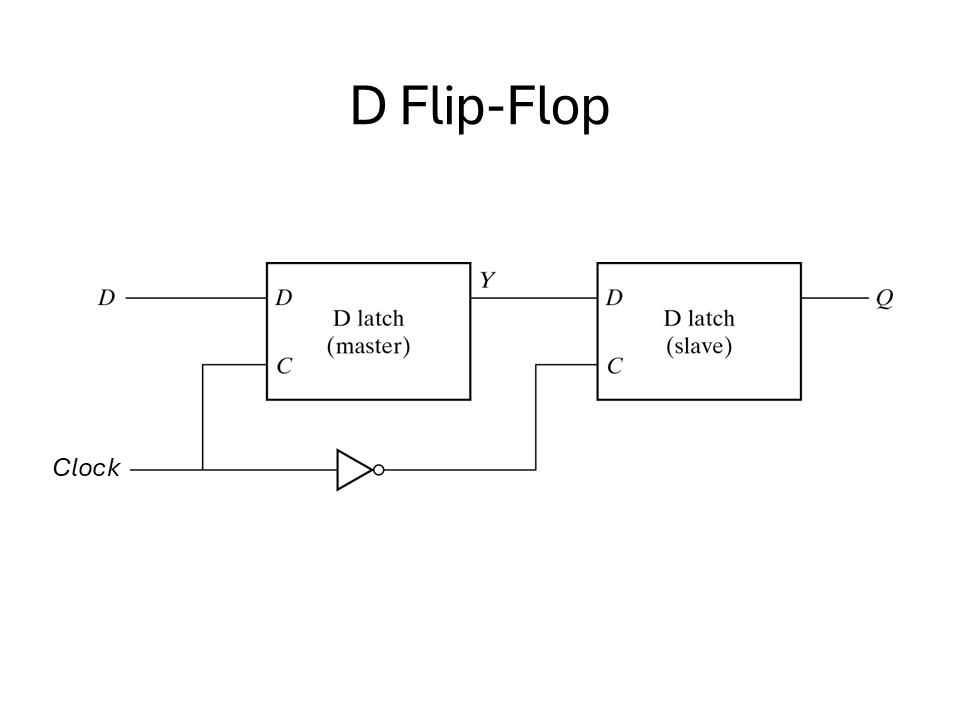 D Flip-Flop
Y
D
D
D
Q
D latch
(master)
D latch
(slave)
C
C
Clock